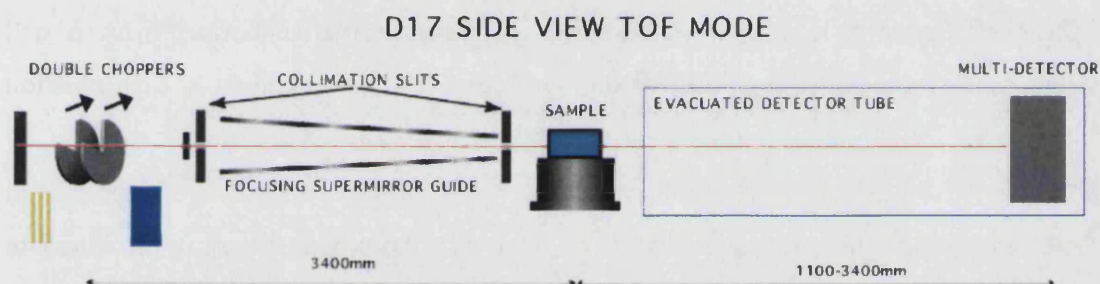 D17 SIDE VIEW TOF MODE
DOUBLE CHOPPERS
COLLIMATION SLITS
MULTI-DETECTOR
SAMPLE
EVACUATED DETECTOR TUBE
FOCUSING SUPERMIRROR GUIDE
3400mm
1100-3400mm